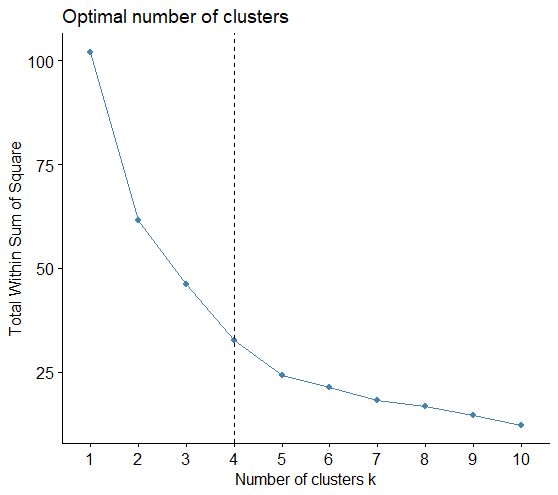 Optimal number of clusters
Total Within Sum of Square
100
75
50
25
1 2 3 4 5 6 7 8 9 10
Number of clusters k